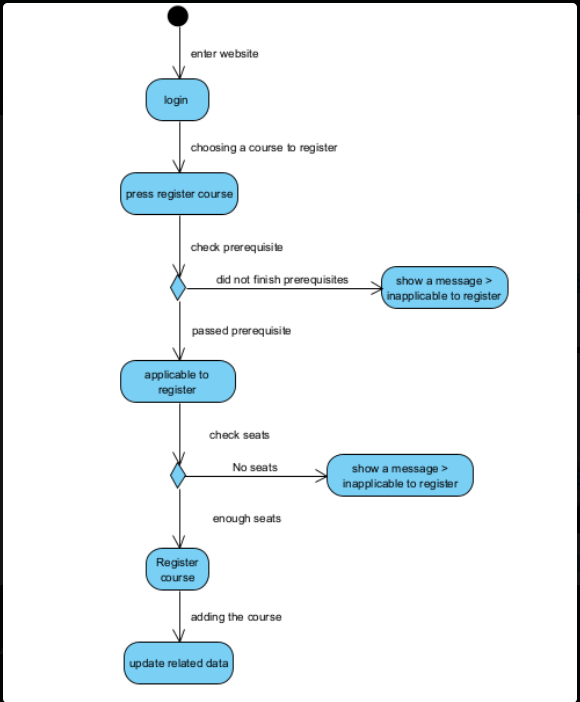 enter website
login
choosing a course to register
press register course
check prerequisite
did not finish prerequisites
show a message >
inapplicable to register
passed prerequisite
applicable to
register
check seats
No seats
show a message >
inapplicable to register
enough seats
Register
course
adding the course
update related data